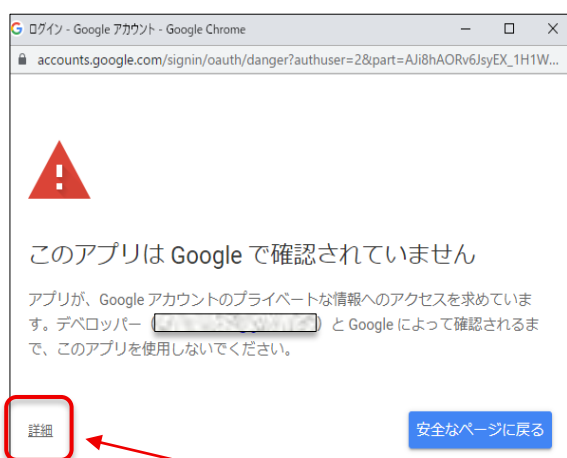 ログイン - Google アカウント - Google Chrome
accounts.google.com/signin/oauth/danger?authuser=2&part=AJi8hAORv6JsyEX_1H1W...
このアプリは Google で確認されていません
アプリが、Google アカウントのプライベートな情報へのアクセスを求めていま
す。デベロッパー（）と Google によって確認されるま
で、このアプリを使用しないでください。
詳細
安全なページに戻る